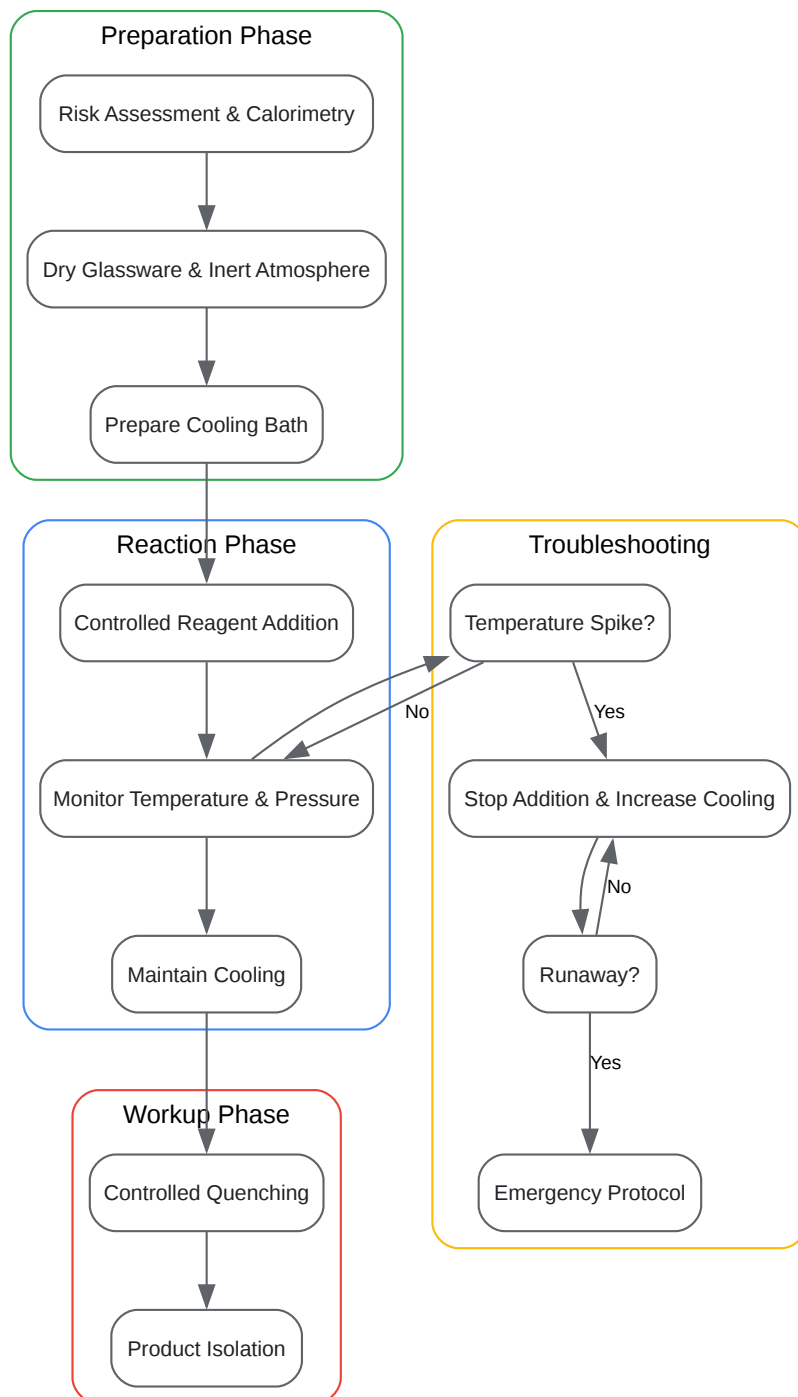 Preparation Phase
Risk Assessment & Calorimetry
Dry Glassware & Inert Atmosphere
Prepare Cooling Bath
Reaction Phase
Controlled Reagent Addition
Monitor Temperature & Pressure
Maintain Cooling
Troubleshooting
Temperature Spike?
No
Yes
Stop Addition & Increase Cooling
No
Runaway?
Yes
Emergency Protocol
Workup Phase
Controlled Quenching
Product Isolation